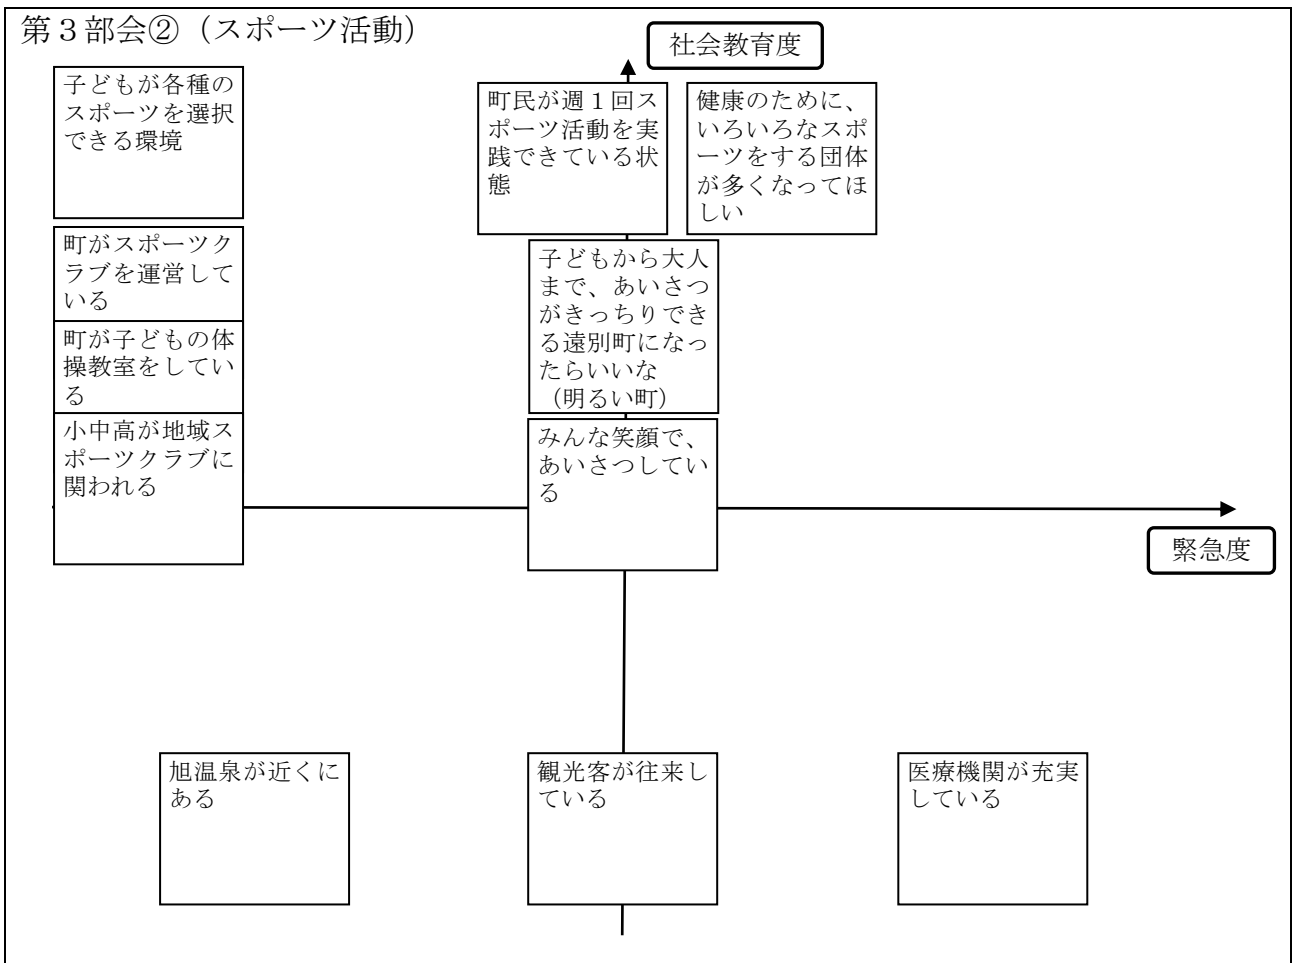 第３部会②（スポーツ活動）
社会教育度
子どもが各種の
スポーツを選択
できる環境
町民が週１回ス
ポーツ活動を実
践できている状
態
健康のために、
いろいろなスポ
ーツをする団体
が多くなってほ
しい
町がスポーツク
ラブを運営して
いる
子どもから大人
まで、あいさつ
がきっちりでき
る遠別町になっ
たらいいな
（明るい町）
町が子どもの体
操教室をしてい
る
小中高が地域ス
ポーツクラブに
関われる
みんな笑顔で、
あいさつしてい
る
緊急度
旭温泉が近くに
ある
観光客が往来し
ている
医療機関が充実
している